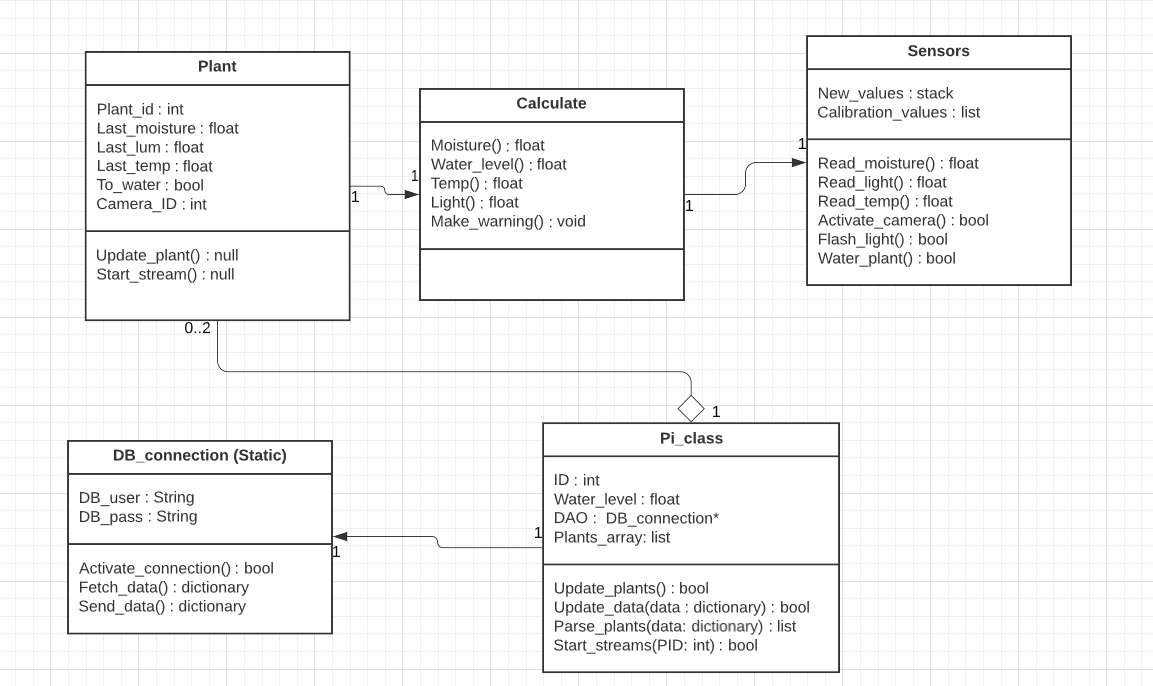 Plant
Plant_id : int
Last_moisture : float
Last_lum : float
Last_temp : float
To_water : bool
Camera_ID : int
Update_plant() : null
Start_stream() : null
1
1
Calculate
Moisture() : float
Water_level() : float
Temp() : float
Light() : float
Make_warning() : void
1
1
Sensors
New_values : stack
Calibration_values : list
Read_moisture() : float
Read_light() : float
Read_temp() : float
Activate_camera() : bool
Flash_light() : bool
Water_plant() : bool
0..2
1
DB_connection (Static)
DB_user : String
DB_pass : String
Activate_connection() : bool
Fetch_data() : dictionary
Send_data() : dictionary
1
1
Pi_class
ID : int
Water_level : float
DAO :  DB_connection*
Plants_array: list
Update_plants() : bool
Update_data(data : dictionary) : bool
Parse_plants(data: dictionary) : list
Start_streams(PID: int) : bool